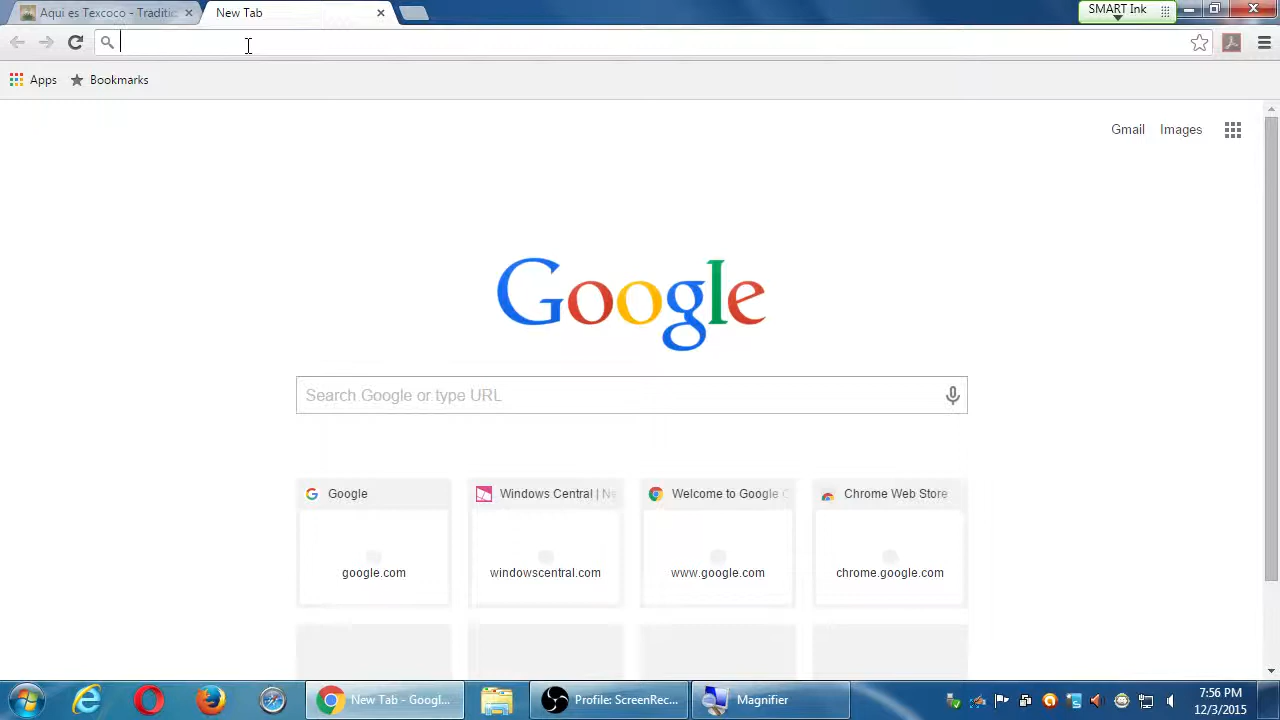 Aqui es Texcoco - Traditic
New Tab
SMART Ink
Apps
Bookmarks
Gmail
Images
Google
Search Google or type URL
Google
Windows Central | Ne
Welcome to Google C
Chrome Web Store
google.com
windowscentral.com
www.google.com
chrome.google.com
New Tab - Googl...
Profile: ScreenRec...
Magnifier
7:56 PM
12/3/2015